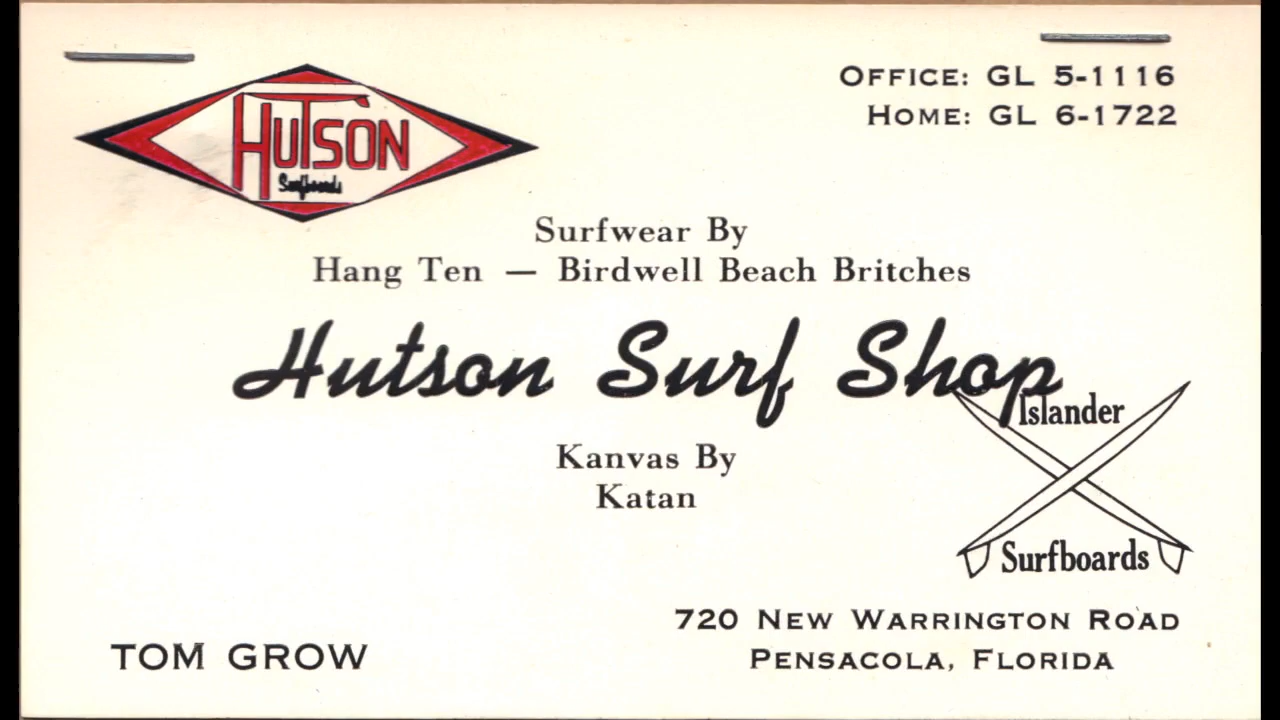 HUTSON
Surfboards
OFFICE: GL 5-1116
HOME: GL 6-1722
Surfwear By
Hang Ten — Birdwell Beach Britches
Hutson Surf Shop
Islander
Surfboards
Kanvas By
Katan
TOM GROW
720 NEW WARRINGTON ROAD
PENSACOLA, FLORIDA